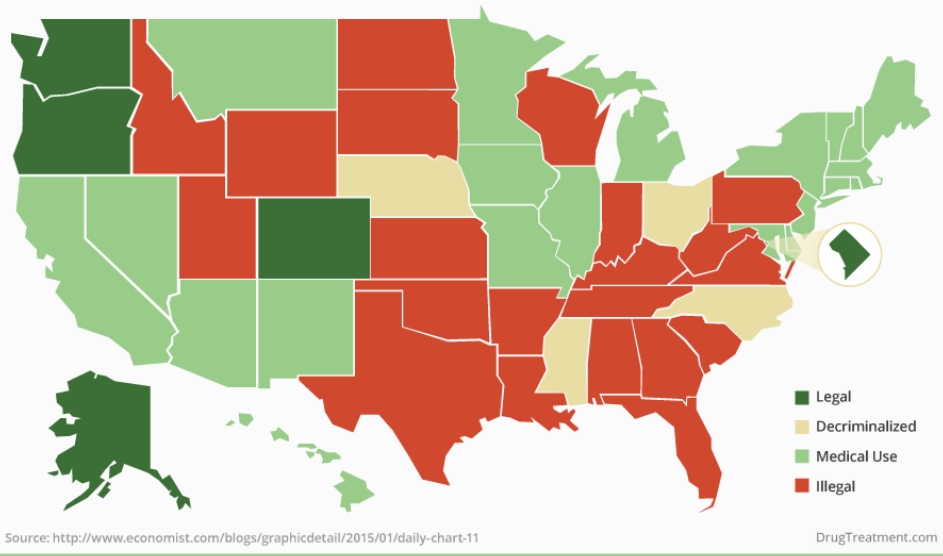 Legal
Decriminalized
Medical Use
Illegal
Source: http://www.economist.com/blogs/graphicdetail/2015/01/daily-chart-11
DrugTreatment.com